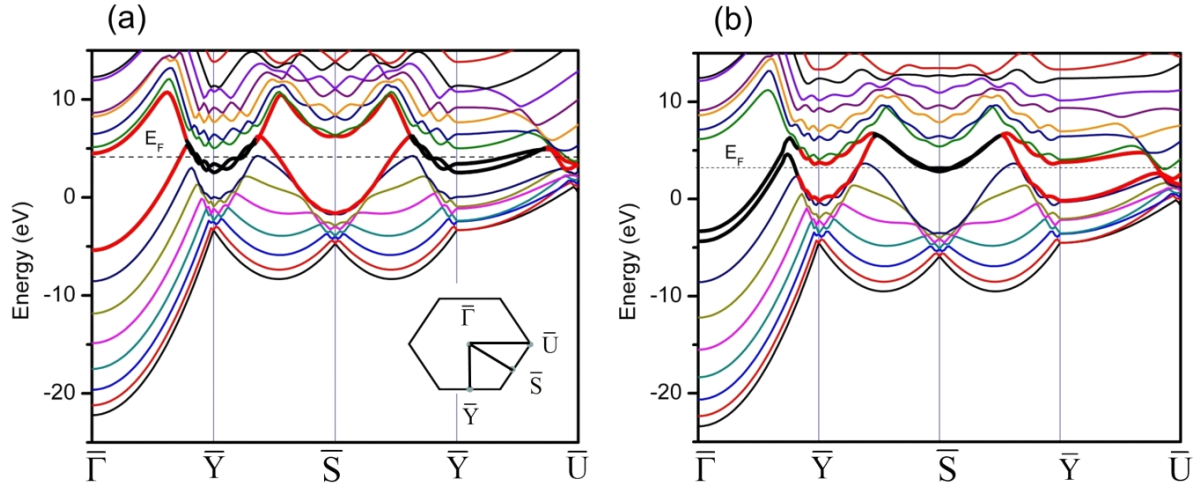 (a)
(b)
Energy (eV)
10
0
-10
-20
E_F
Γ̅
U̅
S̅
Y̅
Γ̅ Y̅ S̅ Y̅ U̅
Energy (eV)
10
0
-10
-20
E_F
Γ̅ Y̅ S̅ Y̅ U̅